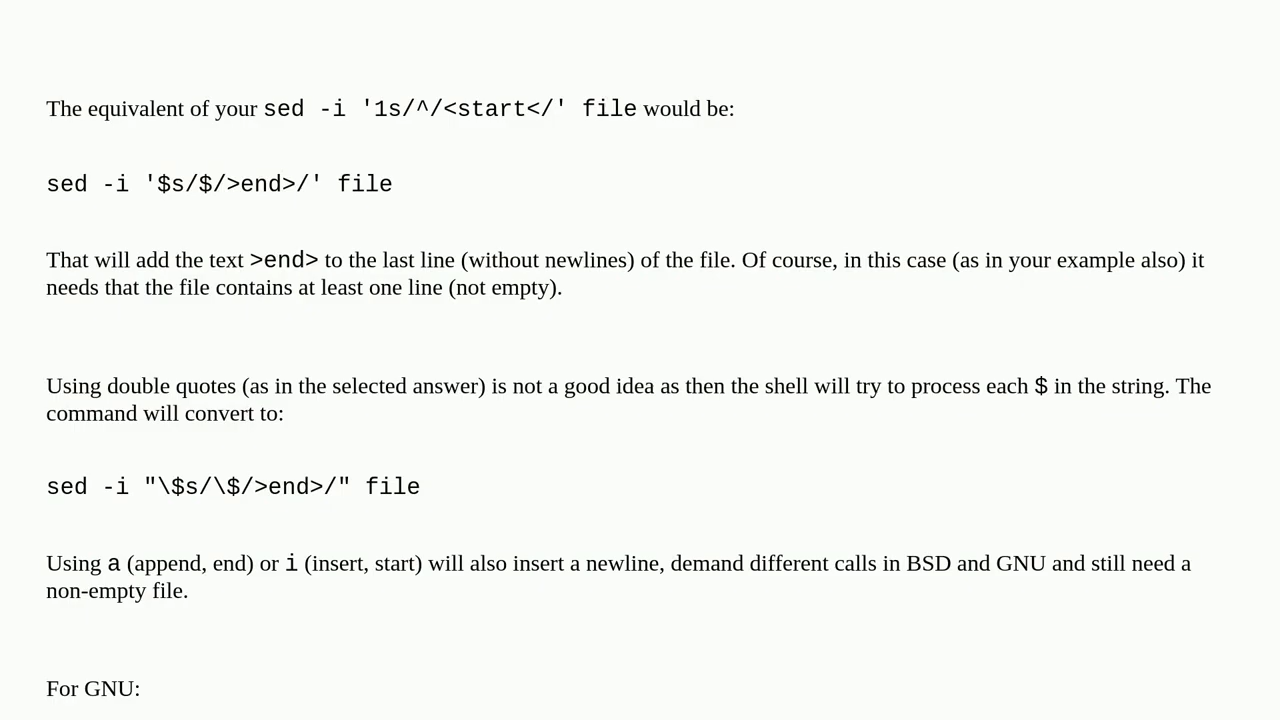 The equivalent of your sed -i '1s/^/<start</' file would be:
sed -i '$s/$/>end>/' file
That will add the text >end> to the last line (without newlines) of the file. Of course, in this case (as in your example also) it
needs that the file contains at least one line (not empty).
Using double quotes (as in the selected answer) is not a good idea as then the shell will try to process each $ in the string. The
command will convert to:
sed -i "\$s/\$/>end>/" file
Using a (append, end) or i (insert, start) will also insert a newline, demand different calls in BSD and GNU and still need a
non-empty file.
For GNU: